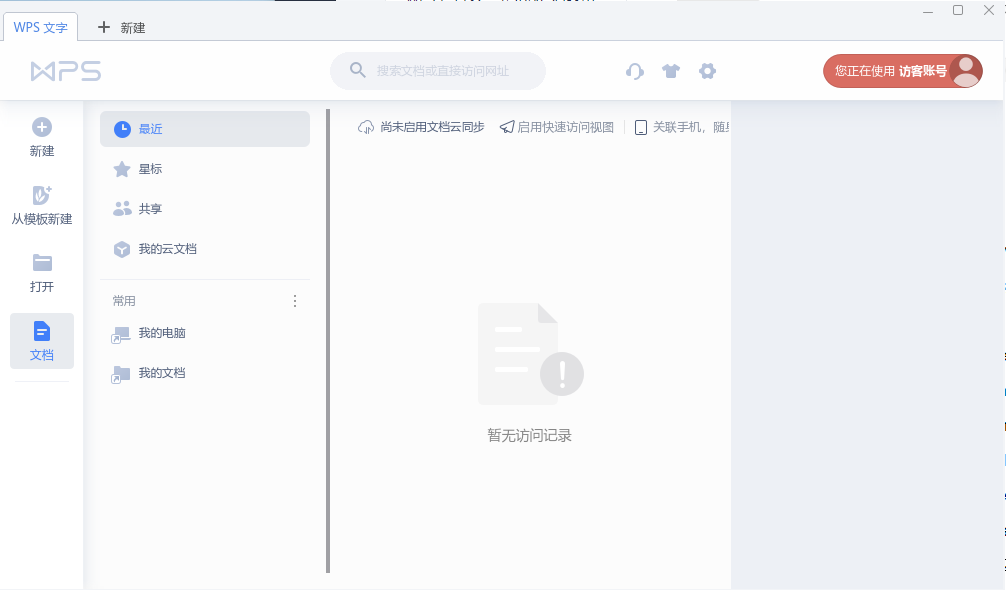 WPS 文字
新建
WPS
搜索文档或直接访问网址
您正在使用 访客账号
新建
从模板新建
打开
文档
最近
星标
共享
我的云文档
常用
我的电脑
我的文档
尚未启用文档云同步
启用快速访问视图
关联手机，随
暂无访问记录